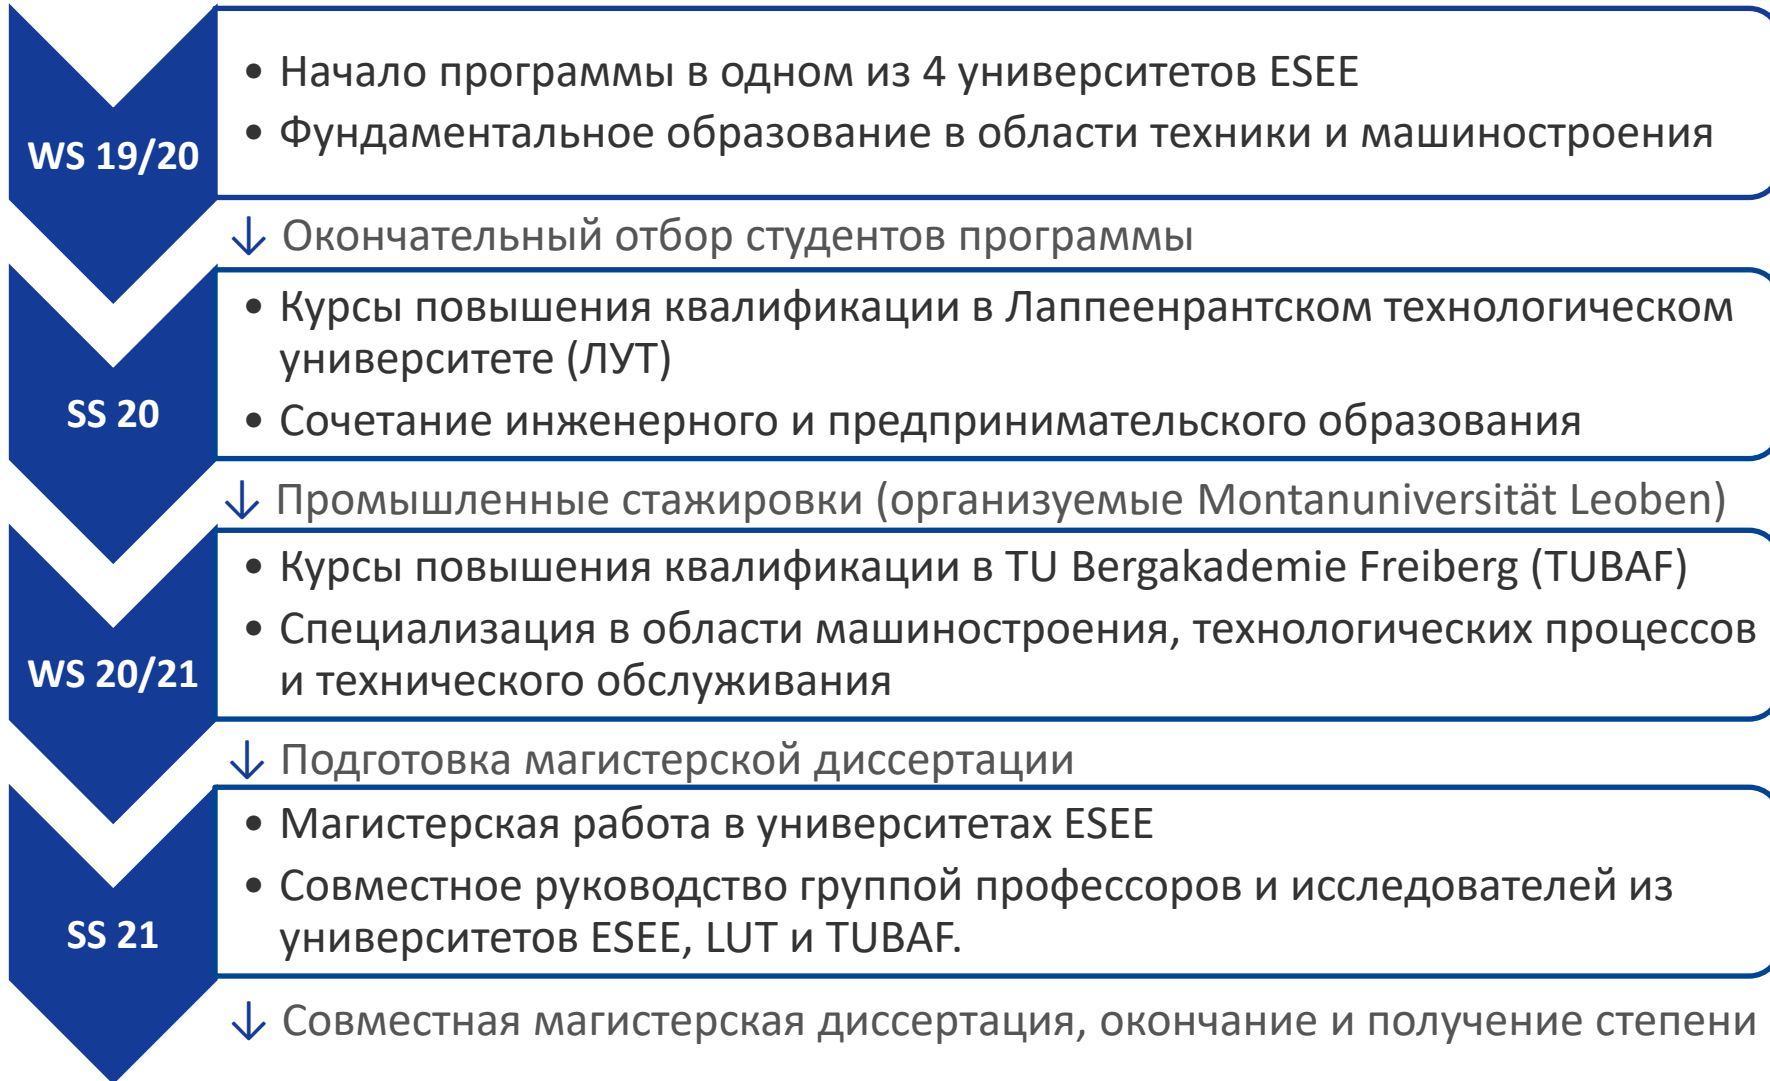 WS 19/20
• Начало программы в одном из 4 университетов ESEE
• Фундаментальное образование в области техники и машиностроения
↓ Окончательный отбор студентов программы
SS 20
• Курсы повышения квалификации в Лаппеенрантском технологическом
университете (ЛУТ)
• Сочетание инженерного и предпринимательского образования
↓ Промышленные стажировки (организуемые Montanuniversität Leoben)
WS 20/21
• Курсы повышения квалификации в TU Bergakademie Freiberg (TUBAF)
• Специализация в области машиностроения, технологических процессов
и технического обслуживания
↓ Подготовка магистерской диссертации
SS 21
• Магистерская работа в университетах ESEE
• Совместное руководство группой профессоров и исследователей из
университетов ESEE, LUT и TUBAF.
↓ Совместная магистерская диссертация, окончание и получение степени